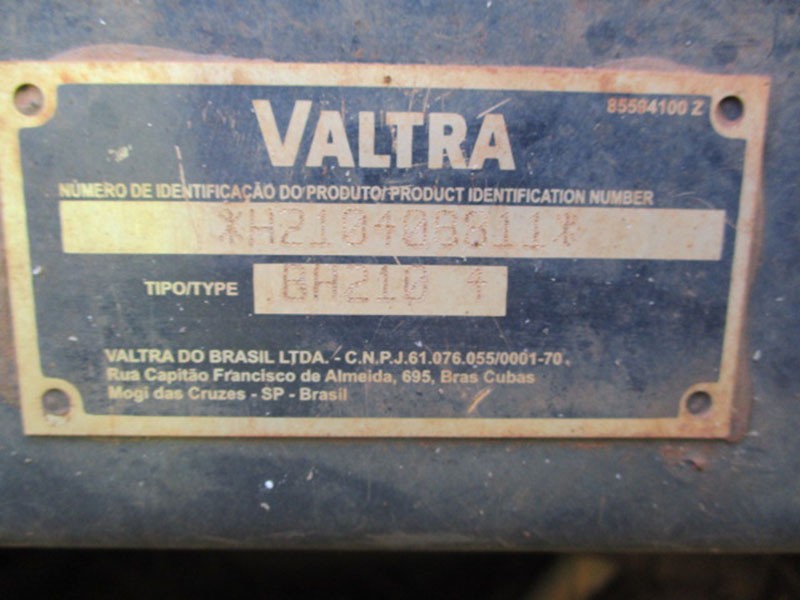 85594100 Z
VALTRA
NÚMERO DE IDENTIFICAÇÃO DO PRODUTO/PRODUCT IDENTIFICATION NUMBER
TIPO/TYPE BH210 4
VALTRA DO BRASIL LTDA. - C.N.P.J.61.076.055/0001-70
Rua Capitão Francisco de Almeida, 695, Bras Cubas
Mogi das Cruzes - SP - Brasil